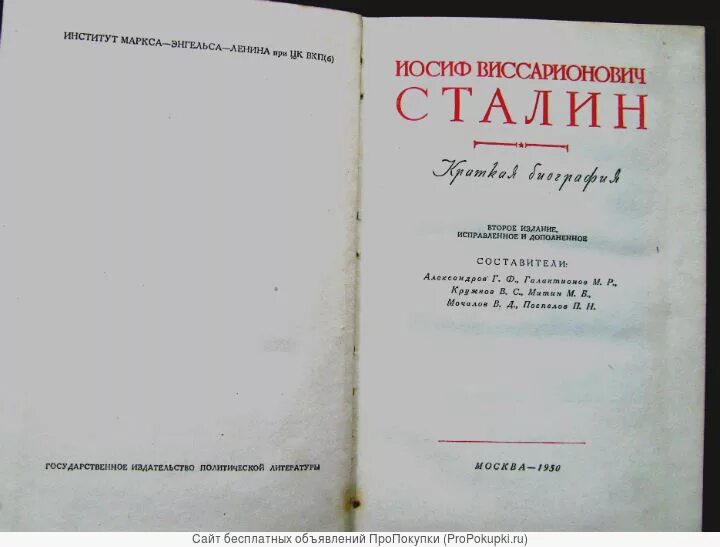 ИНСТИТУТ МАРКСА—ЭНГЕЛЬСА—ЛЕНИНА при ЦК ВКП(б)
ГОСУДАРСТВЕННОЕ ИЗДАТЕЛЬСТВО ПОЛИТИЧЕСКОЙ ЛИТЕРАТУРЫ
ИОСИФ ВИССАРИОНОВИЧ
СТАЛИН
Краткая биография
ВТОРОЕ ИЗДАНИЕ,
ИСПРАВЛЕННОЕ И ДОПОЛНЕННОЕ
СОСТАВИТЕЛИ:
Александров Г. Ф., Галактионов М. Р.,
Кружков В. С., Митин М. Б.,
Мочалов В. Д., Поспелов П. Н.
МОСКВА—1950
Сайт бесплатных объявлений ПроПокупки (ProPokupki.ru)